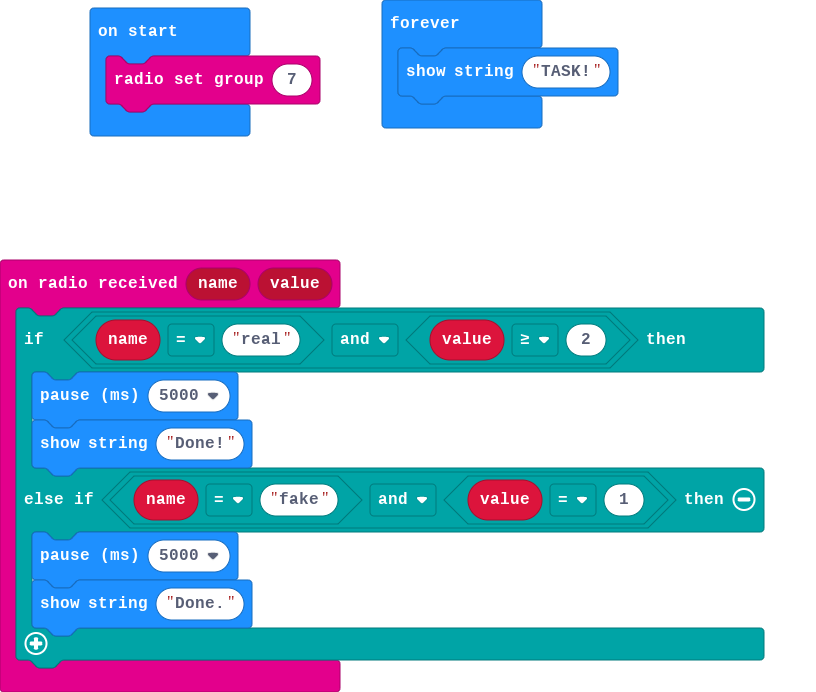 on start
radio set group 7
forever
show string "TASK!"
on radio received name value
if name = "real" and value ≥ 2 then
pause (ms) 5000
show string "Done!"
else if name = "fake" and value = 1 then
pause (ms) 5000
show string "Done."